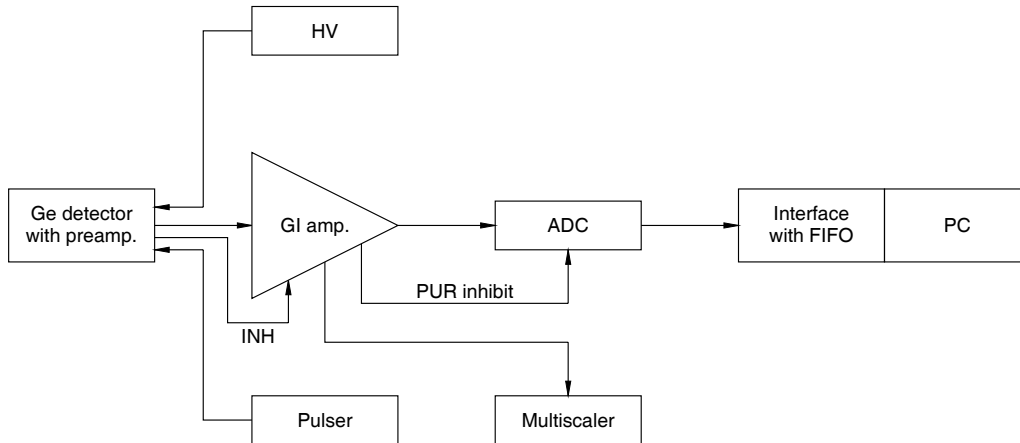 HV
Ge detector
with preamp.
GI amp.
ADC
Interface
with FIFO
PC
PUR inhibit
INH
Pulser
Multiscaler